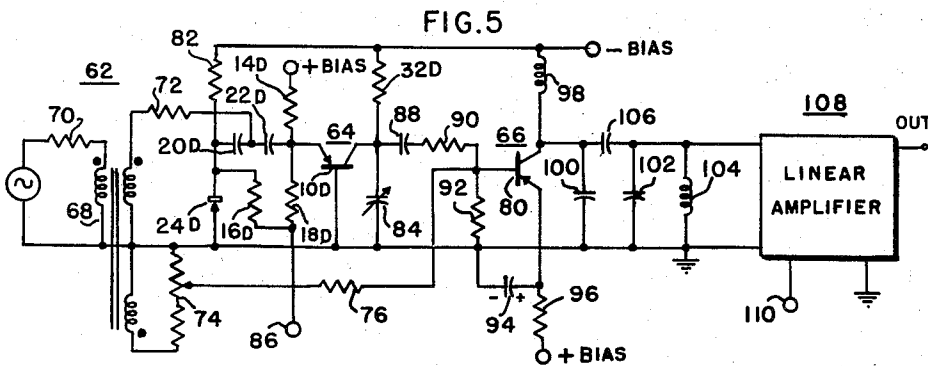 FIG.5
82
62
14D
+BIAS
32D
- BIAS
98
72
22D
88
90
108
70
64
66
106
OUT
20D
10D
100
102
104
LINEAR
AMPLIFIER
68
24D
16D
18D
84
92
80
74
76
94
- +
96
110
86
+BIAS